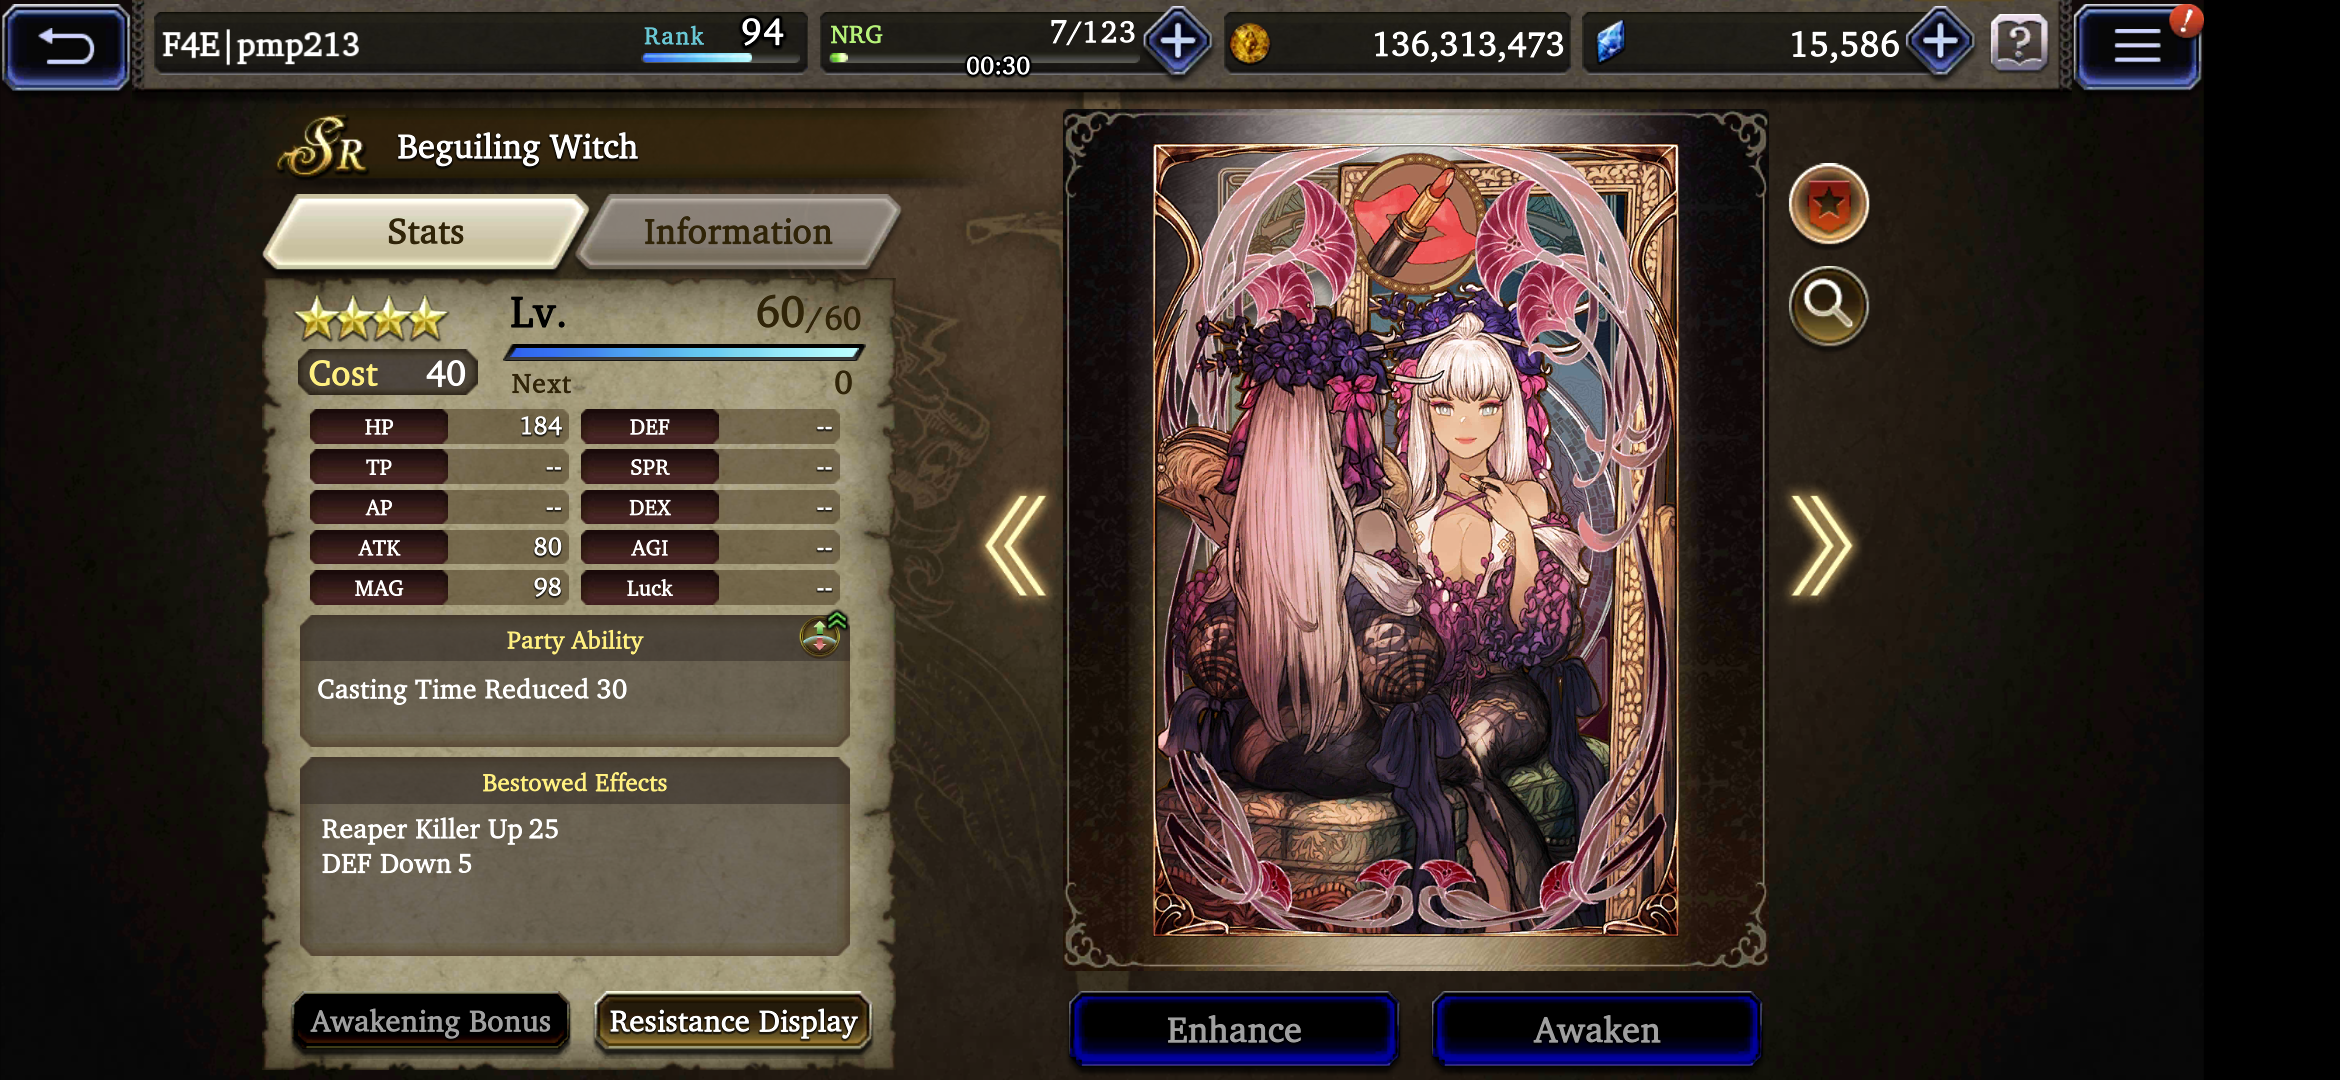 F4E|pmp213
Rank 94
NRG 7/123
00:30
136,313,473
15,586
?
!
SR Beguiling Witch
Stats
Information
Lv. 60/60
Cost 40
Next 0
HP 184 DEF --
TP -- SPR --
AP -- DEX --
ATK 80 AGI --
MAG 98 Luck --
Party Ability
Casting Time Reduced 30
Bestowed Effects
Reaper Killer Up 25
DEF Down 5
Awakening Bonus
Resistance Display
Enhance
Awaken